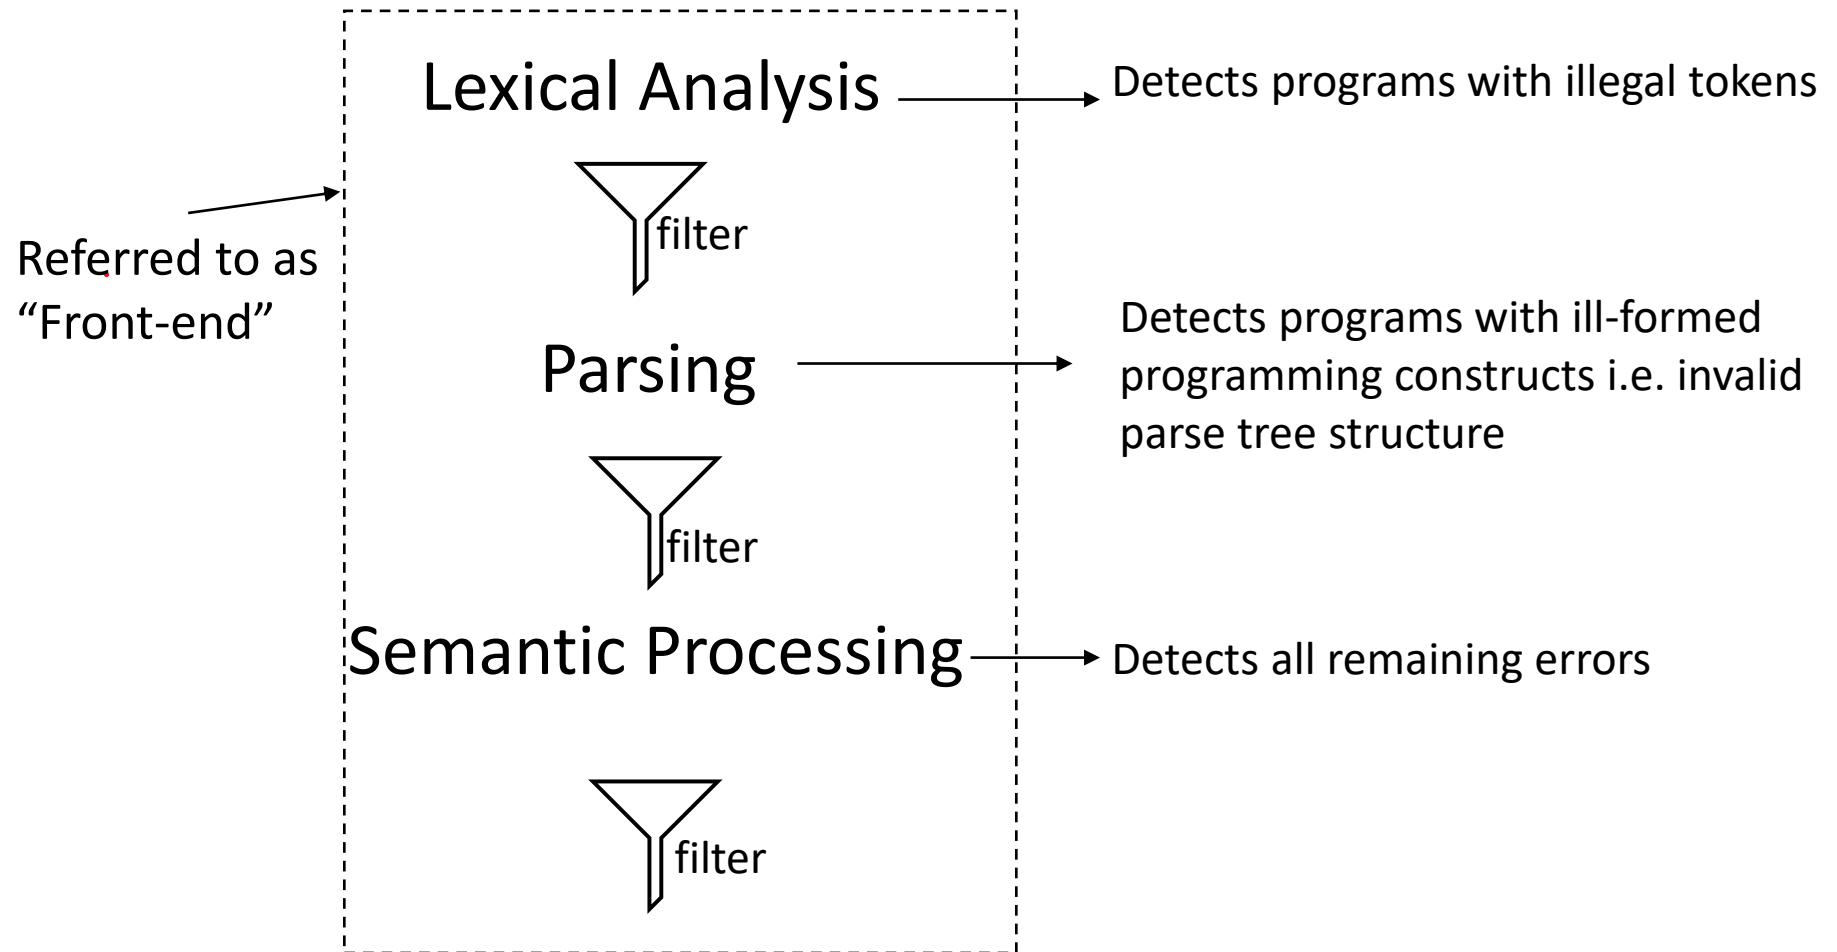 Lexical Analysis
Detects programs with illegal tokens
filter
Referred to as
“Front-end”
Parsing
Detects programs with ill-formed
programming constructs i.e. invalid
parse tree structure
filter
Semantic Processing
Detects all remaining errors
filter